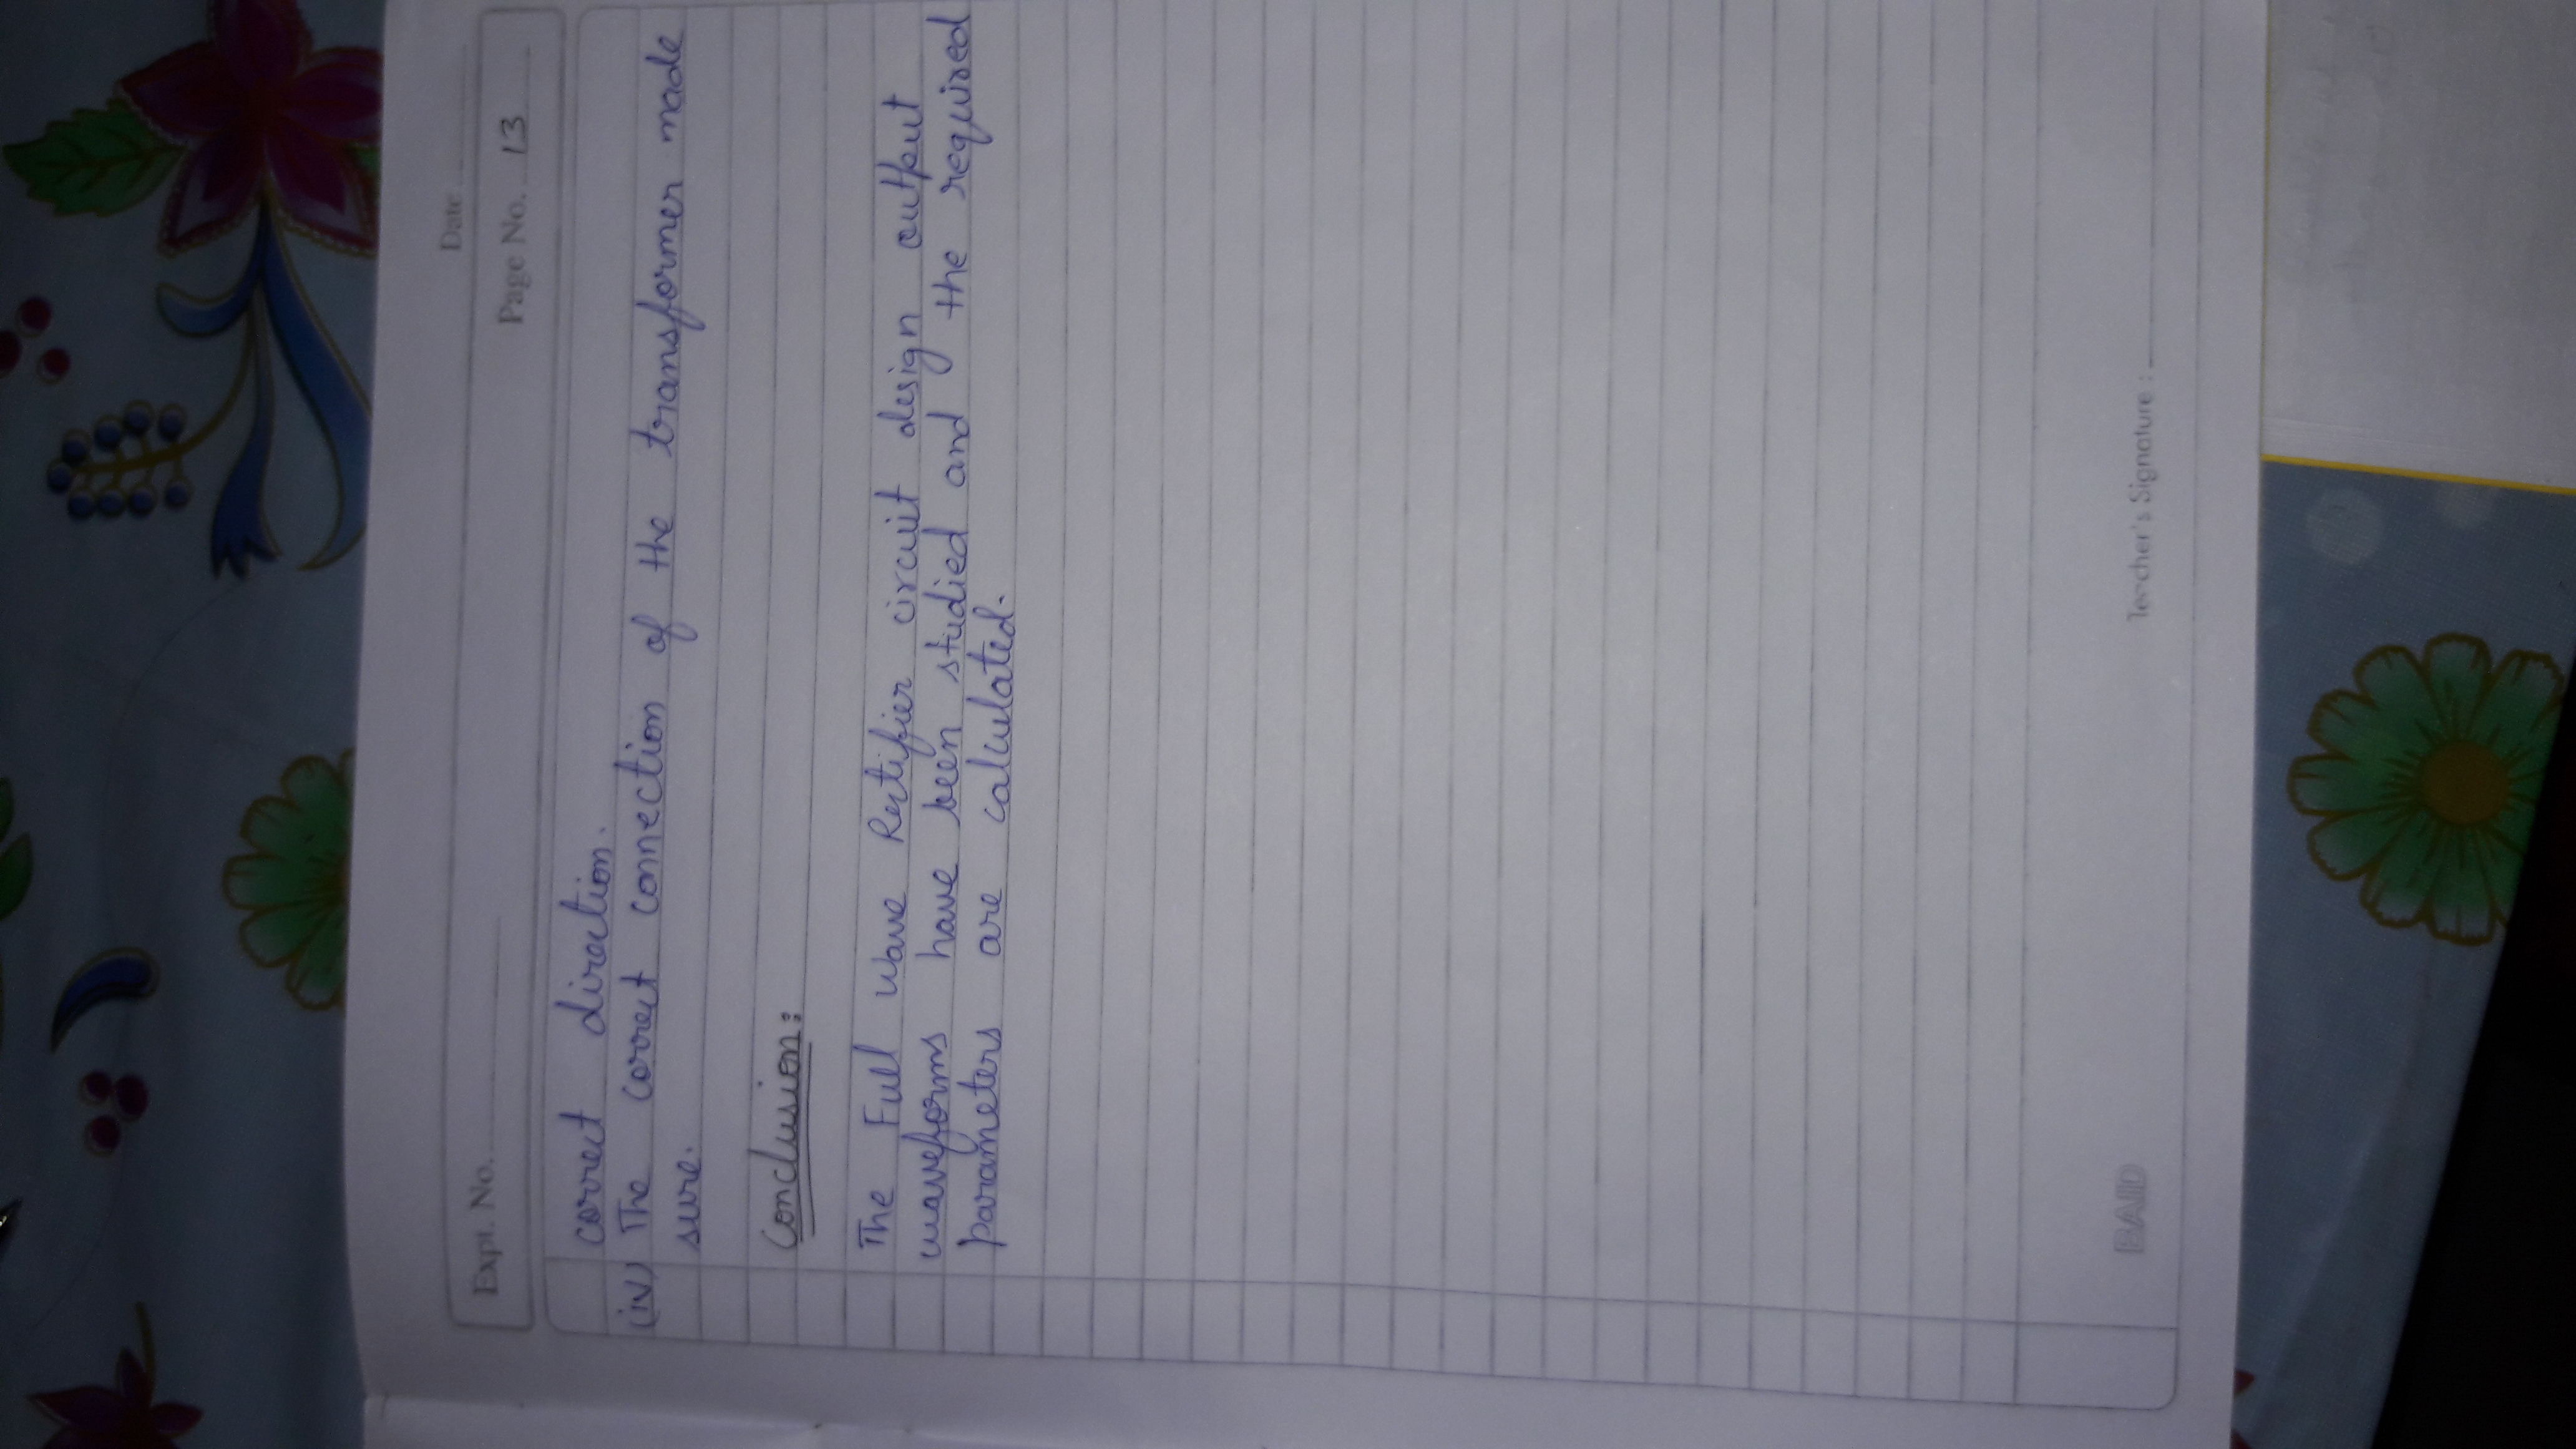 Date
Expt. No.
Page No. 13
correct direction.
(iv) The correct connection of the transformer made
sure.
Conclusion:
The Full Wave Rectifier circuit design output
waveforms have been studied and the required
parameters are calculated.
BAID
Teacher's Signature :